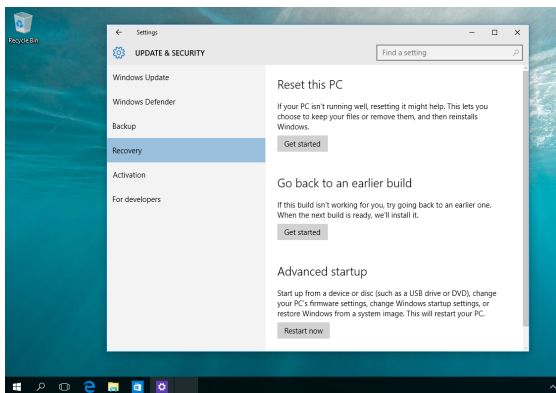 Recycle Bin
Settings
UPDATE & SECURITY
Find a setting
Windows Update
Windows Defender
Backup
Recovery
Activation
For developers
Reset this PC
If your PC isn't running well, resetting it might help. This lets you
choose to keep your files or remove them, and then reinstalls
Windows.
Get started
Go back to an earlier build
If this build isn't working for you, try going back to an earlier one.
When the next build is ready, we'll install it.
Get started
Advanced startup
Start up from a device or disc (such as a USB drive or DVD), change
your PC's firmware settings, change Windows startup settings, or
restore Windows from a system image. This will restart your PC.
Restart now